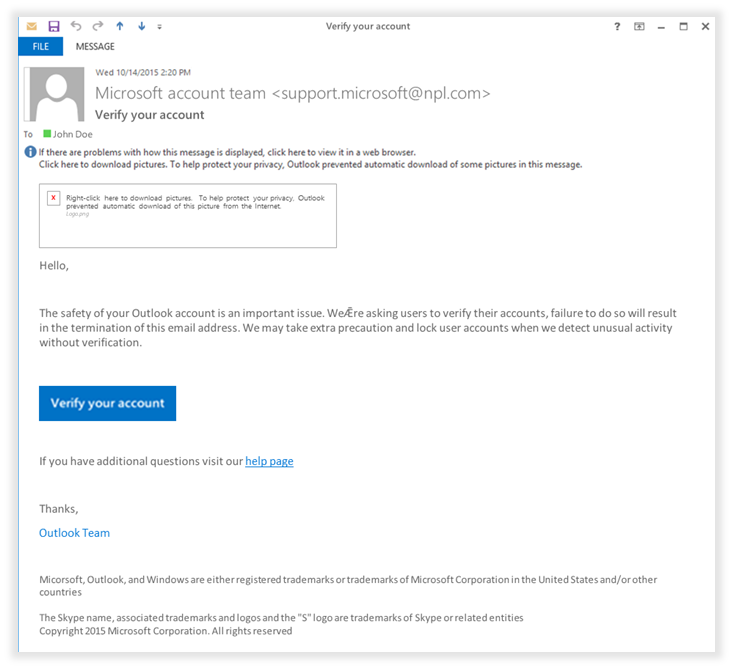 Verify your account
?
FILE MESSAGE
Wed 10/14/2015 2:20 PM
Microsoft account team <support.microsoft@npl.com>
Verify your account
To John Doe
If there are problems with how this message is displayed, click here to view it in a web browser.
Click here to download pictures. To help protect your privacy, Outlook prevented automatic download of some pictures in this message.
x Right-click here to download pictures. To help protect your privacy, Outlook
prevented automatic download of this picture from the Internet.
Logo.png
Hello,
The safety of your Outlook account is an important issue. We are asking users to verify their accounts, failure to do so will result
in the termination of this email address. We may take extra precaution and lock user accounts when we detect unusual activity
without verification.
Verify your account
If you have additional questions visit our help page
Thanks,
Outlook Team
Micorsoft, Outlook, and Windows are either registered trademarks or trademarks of Microsoft Corporation in the United States and/or other
countries
The Skype name, associated trademarks and logos and the "S" logo are trademarks of Skype or related entities
Copyright 2015 Microsoft Corporation. All rights reserved